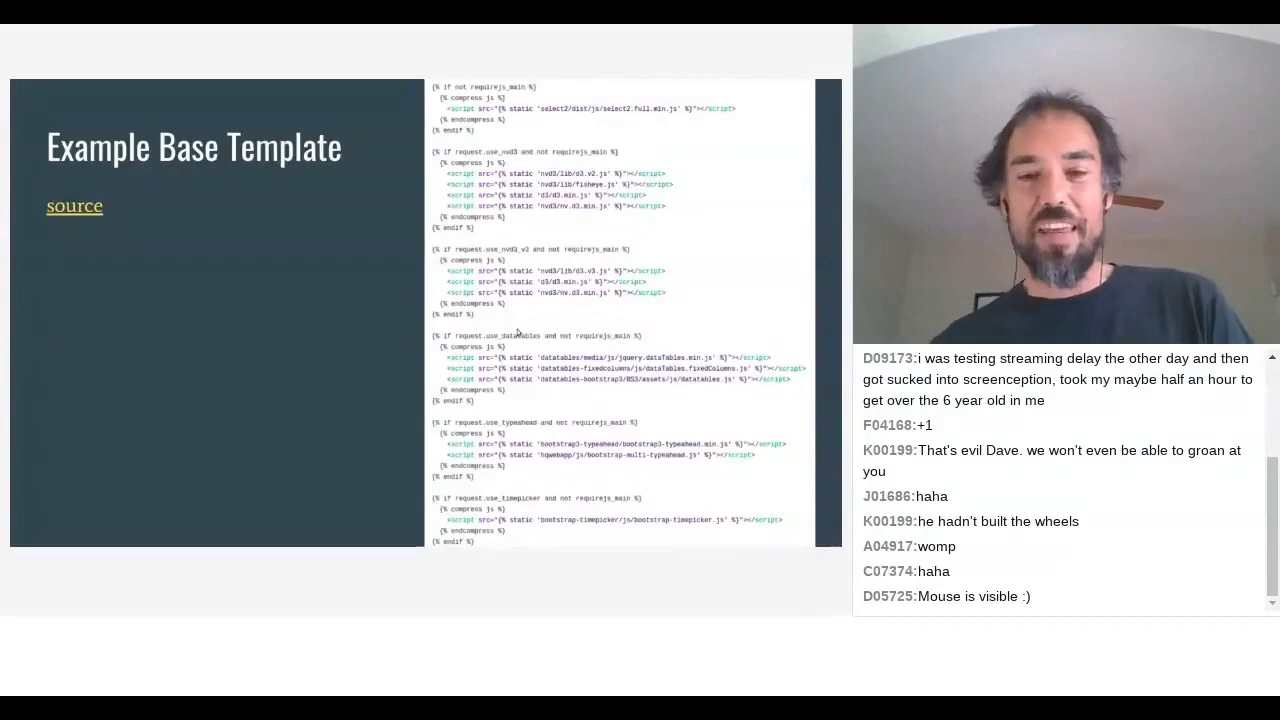 Example Base Template
source
{% if not requirejs_main %}
{% compress js %}
<script src="{% static 'select2/dist/js/select2.full.min.js' %}"></script>
{% endcompress %}
{% endif %}
{% if request.use_nvd3 and not requirejs_main %}
{% compress js %}
<script src="{% static 'nvd3/lib/d3.v2.js' %}"></script>
<script src="{% static 'nvd3/lib/fisheye.js' %}"></script>
<script src="{% static 'd3/d3.min.js' %}"></script>
<script src="{% static 'nvd3/nv.d3.min.js' %}"></script>
{% endcompress %}
{% endif %}
{% if request.use_nvd3_v3 and not requirejs_main %}
{% compress js %}
<script src="{% static 'nvd3/lib/d3.v3.js' %}"></script>
<script src="{% static 'd3/d3.min.js' %}"></script>
<script src="{% static 'nvd3/nv.d3.min.js' %}"></script>
{% endcompress %}
{% endif %}
{% if request.use_datatables and not requirejs_main %}
{% compress js %}
<script src="{% static 'datatables/media/js/jquery.dataTables.min.js' %}"></script>
<script src="{% static 'datatables-fixedcolumns/js/dataTables.fixedColumns.js' %}"></script>
<script src="{% static 'datatables-bootstrap3/BS3/assets/js/datatables.js' %}"></script>
{% endcompress %}
{% endif %}
{% if request.use_typeahead and not requirejs_main %}
{% compress js %}
<script src="{% static 'bootstrap3-typeahead/bootstrap3-typeahead.min.js' %}"></script>
<script src="{% static 'hqwebapp/js/bootstrap-multi-typeahead.js' %}"></script>
{% endcompress %}
{% endif %}
{% if request.use_timepicker and not requirejs_main %}
{% compress js %}
<script src="{% static 'bootstrap-timepicker/js/bootstrap-timepicker.js' %}"></script>
{% endcompress %}
{% endif %}
D09173:i was testing streaming delay the other day and then
got sucked into screenception, took my maybe half an hour to
get over the 6 year old in me
F04168:+1
K00199:That's evil Dave. we won't even be able to groan at
you
J01686:haha
K00199:he hadn't built the wheels
A04917:womp
C07374:haha
D05725:Mouse is visible :)